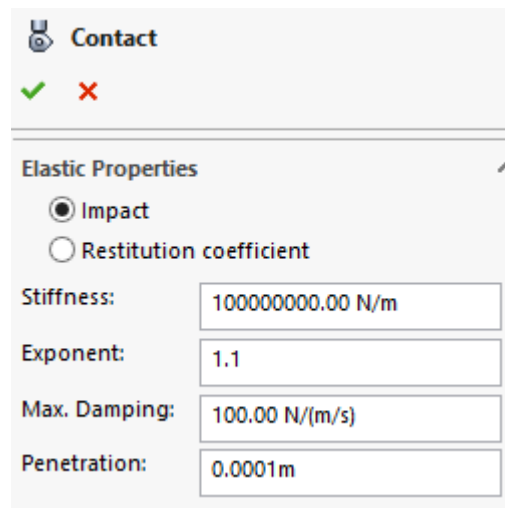 Contact
Elastic Properties
Impact
Restitution coefficient
Stiffness: 100000000.00 N/m
Exponent: 1.1
Max. Damping: 100.00 N/(m/s)
Penetration: 0.0001m